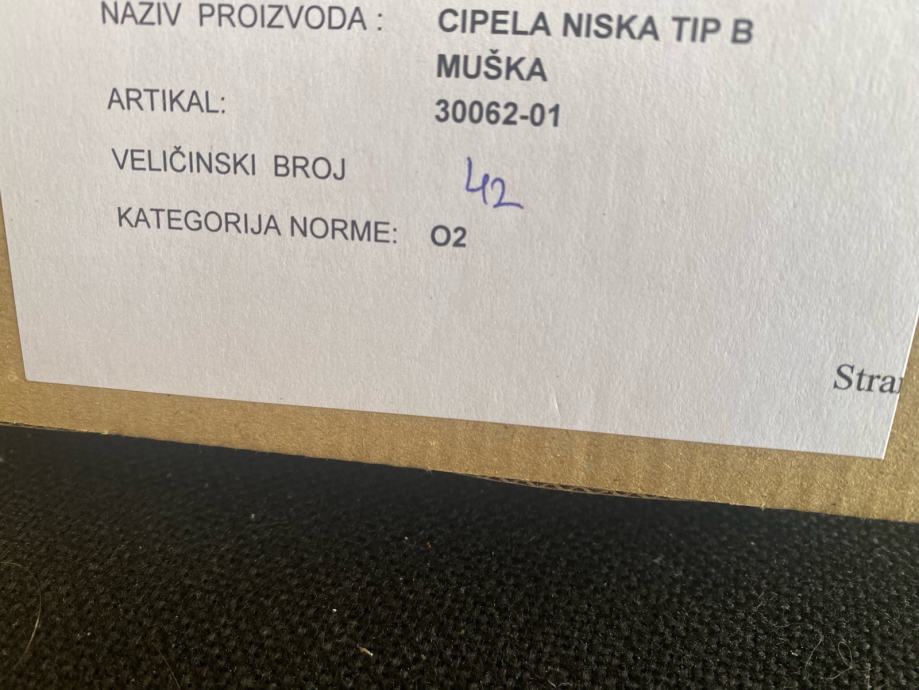 NAZIV PROIZVODA : CIPELA NISKA TIP B
MUŠKA
ARTIKAL: 30062-01
VELIČINSKI BROJ 42
KATEGORIJA NORME: O2